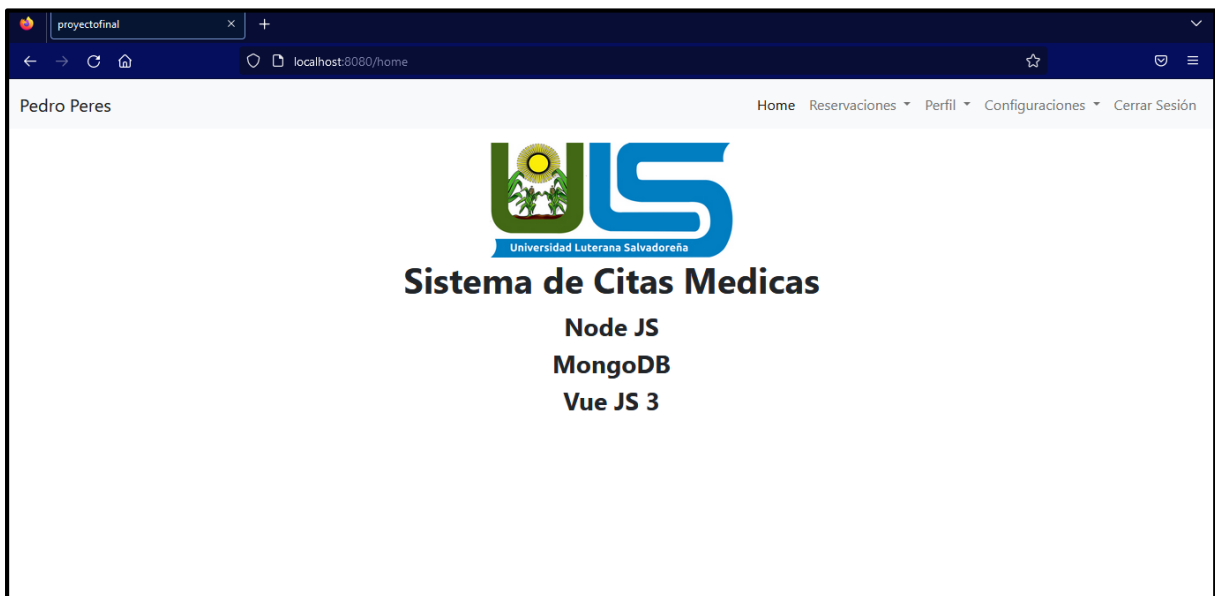 proyectofinal
localhost:8080/home
Pedro Peres Home Reservaciones Perfil Configuraciones Cerrar Sesión
ULS
Universidad Luterana Salvadoreña
Sistema de Citas Medicas
Node JS
MongoDB
Vue JS 3